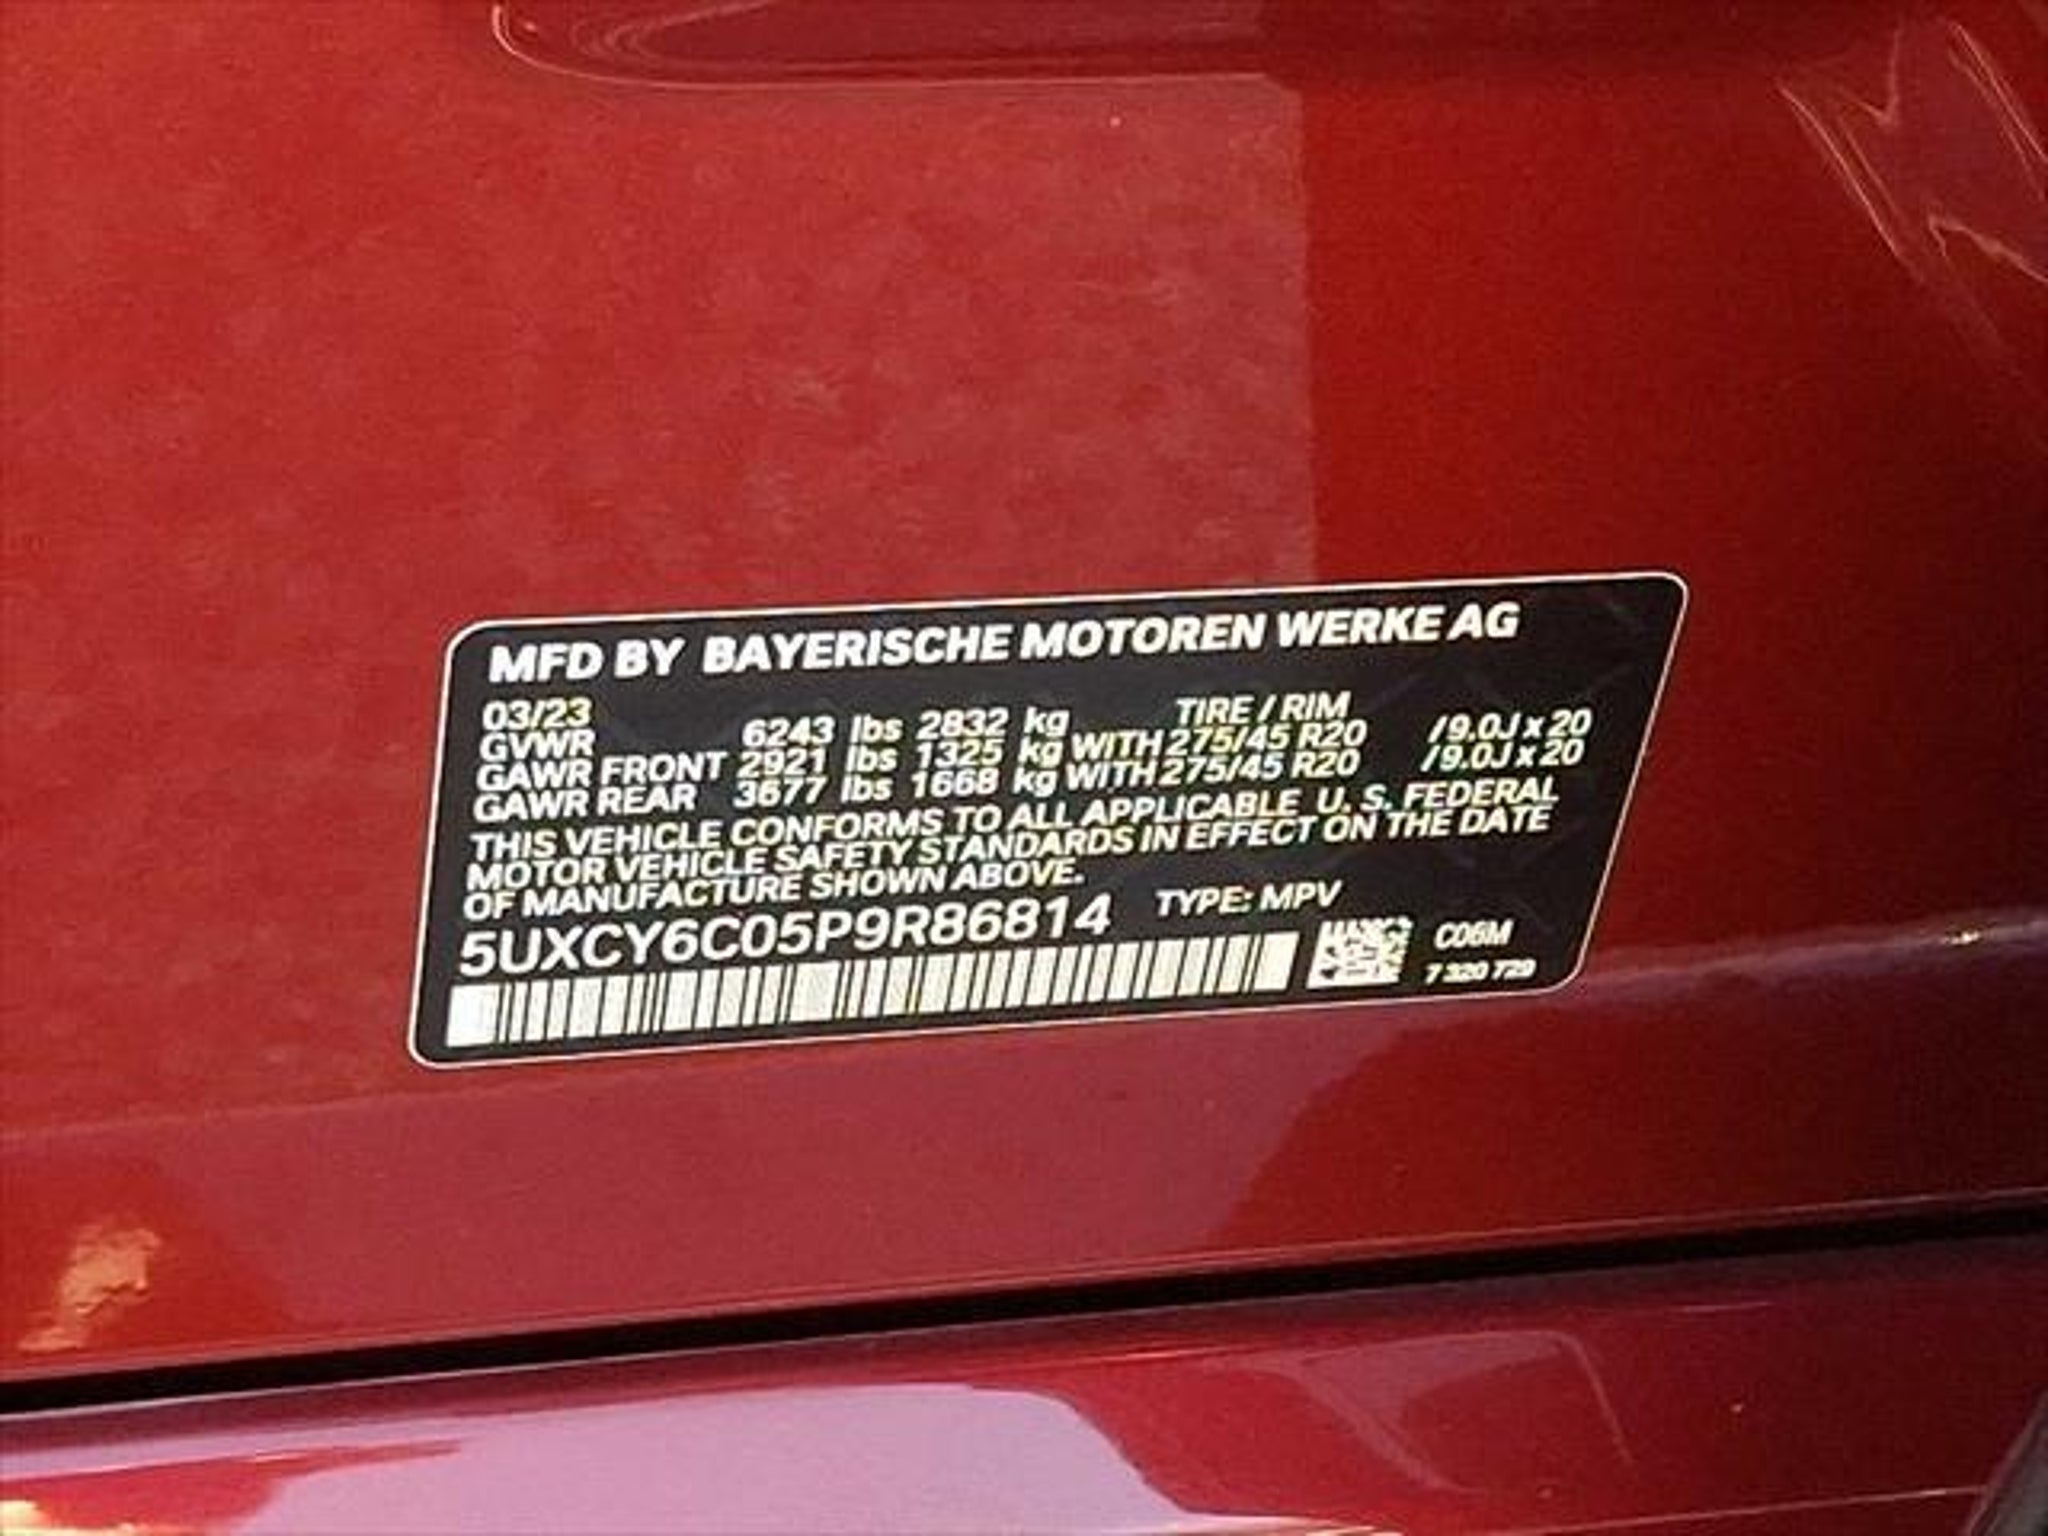 MFD BY BAYERISCHE MOTOREN WERKE AG
03/23 TIRE / RIM
GVWR 6243 lbs 2832 kg
GAWR FRONT 2921 lbs 1325 kg WITH 275/45 R20 /9.0J x 20
GAWR REAR 3677 lbs 1668 kg WITH 275/45 R20 /9.0J x 20
THIS VEHICLE CONFORMS TO ALL APPLICABLE U. S. FEDERAL
MOTOR VEHICLE SAFETY STANDARDS IN EFFECT ON THE DATE
OF MANUFACTURE SHOWN ABOVE.
5UXCY6C05P9R86814 TYPE: MPV
C06M
7 320 729